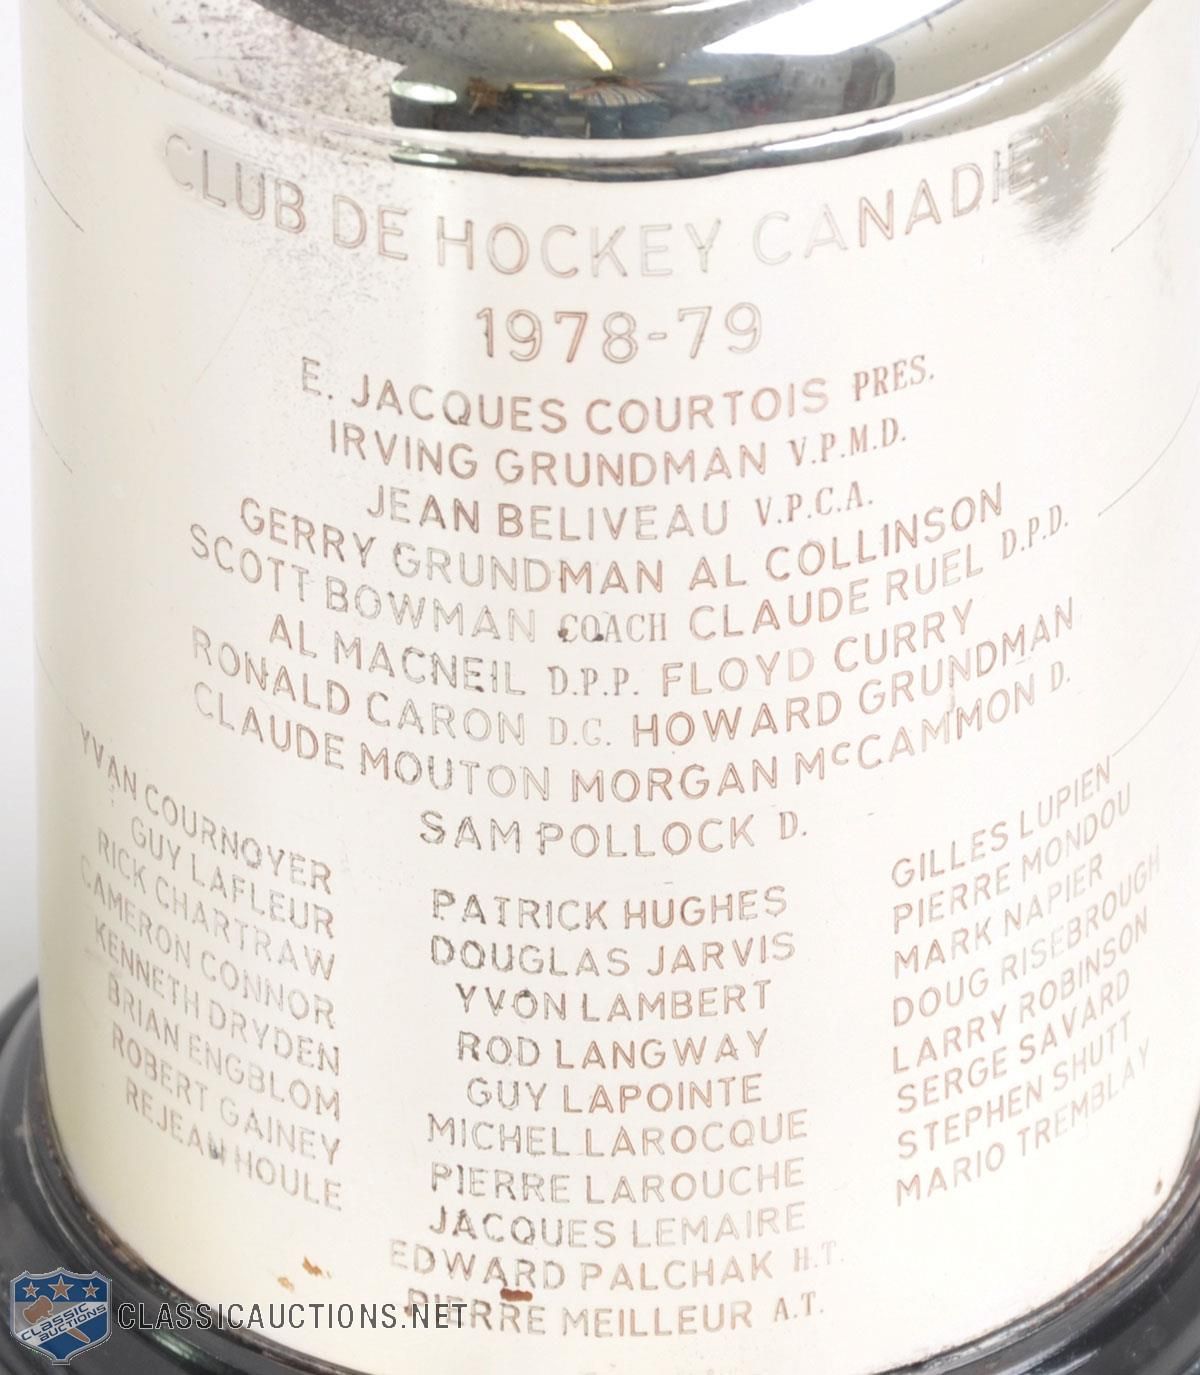 CLUB DE HOCKEY CANADIEN
1978-79
E. JACQUES COURTOIS PRES.
IRVING GRUNDMAN V.P.M.D.
JEAN BELIVEAU V.P.C.A.
GERRY GRUNDMAN AL COLLINSON
SCOTT BOWMAN COACH CLAUDE RUEL D.P.D.
AL MACNEIL D.P.P. FLOYD CURRY
RONALD CARON D.G. HOWARD GRUNDMAN
CLAUDE MOUTON MORGAN McCAMMON D.
SAM POLLOCK D.
YVAN COURNOYER
GUY LAFLEUR
RICK CHARTRAW
CAMERON CONNOR
KENNETH DRYDEN
BRIAN ENGBLOM
ROBERT GAINEY
REJEAN HOULE
PATRICK HUGHES
DOUGLAS JARVIS
YVON LAMBERT
ROD LANGWAY
GUY LAPOINTE
MICHEL LAROCQUE
PIERRE LAROUCHE
JACQUES LEMAIRE
EDWARD PALCHAK H.T.
PIERRE MEILLEUR A.T.
GILLES LUPIEN
PIERRE MONDOU
MARK NAPIER
DOUG RISEBROUGH
LARRY ROBINSON
SERGE SAVARD
STEPHEN SHUTT
MARIO TREMBLAY
CLASSIC AUCTIONS
CLASSICAUCTIONS.NET